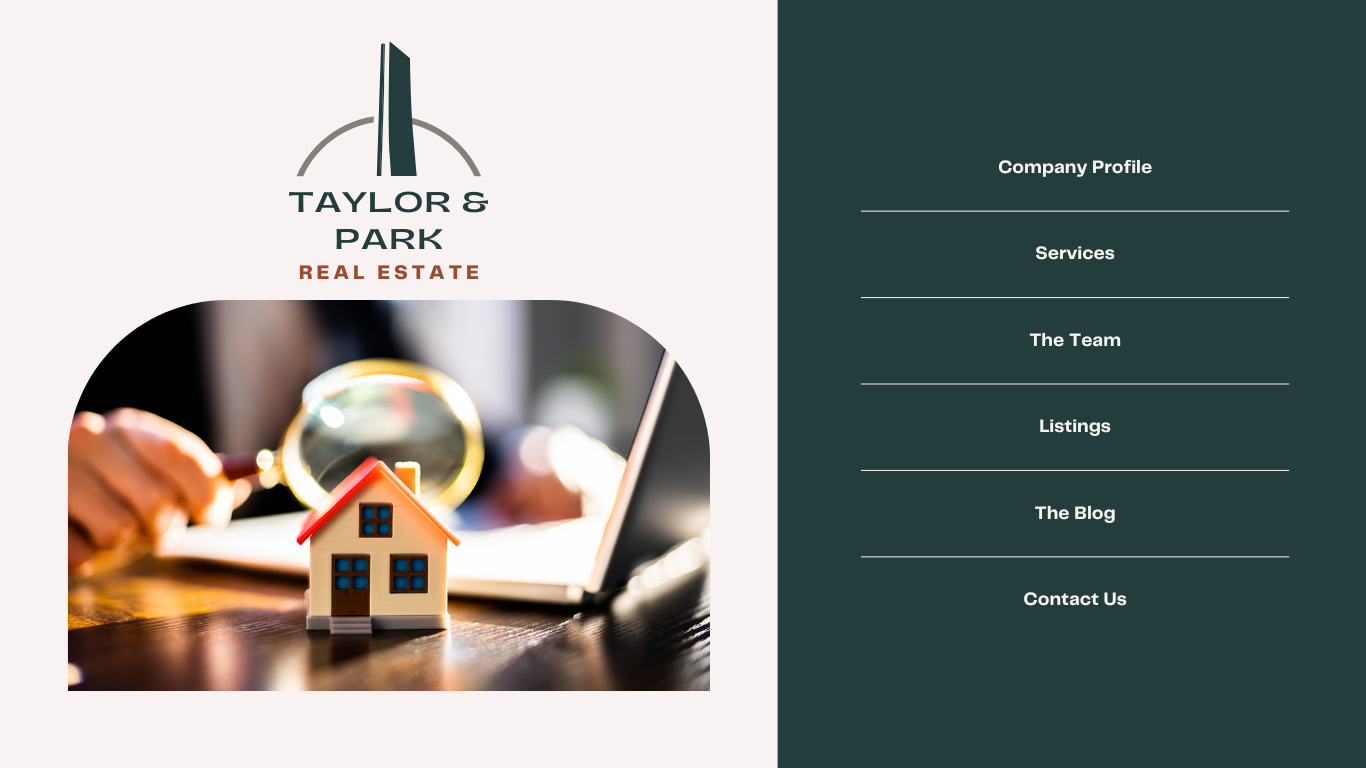 TAYLOR &
PARK
REAL ESTATE
Company Profile
Services
The Team
Listings
The Blog
Contact Us